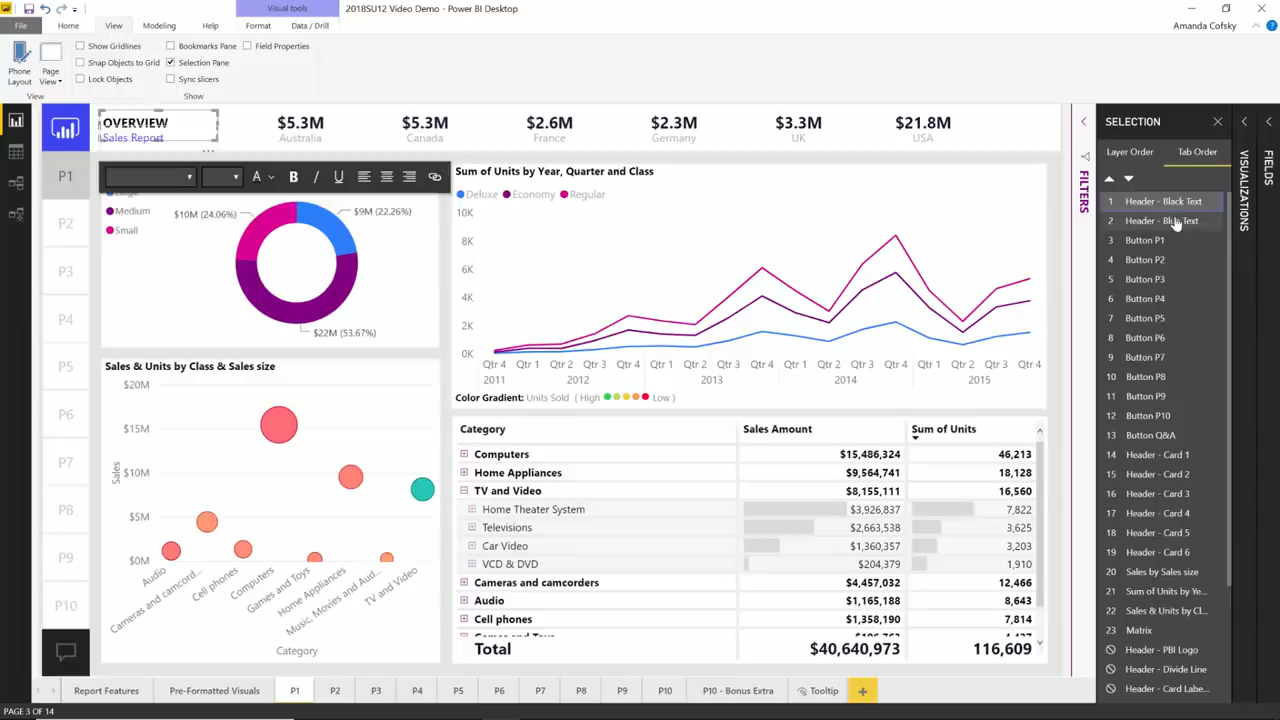 Visual tools
2018SU12 Video Demo - Power BI Desktop
File Home View Modeling Help Format Data / Drill
Amanda Cofsky
Phone Layout
Page View
Show Gridlines
Snap Objects to Grid
Lock Objects
Bookmarks Pane
Selection Pane
Sync slicers
Field Properties
View
Show
OVERVIEW
Sales Report
$5.3M
Australia
$5.3M
Canada
$2.6M
France
$2.3M
Germany
$3.3M
UK
$21.8M
USA
P1
P2
P3
P4
P5
P6
P7
P8
P9
P10
A B I U
Medium
Small
$10M (24.06%)
$9M (22.26%)
$22M (53.67%)
Sum of Units by Year, Quarter and Class
Deluxe Economy Regular
10K
8K
6K
4K
2K
0K
Qtr 4 Qtr 1 Qtr 2 Qtr 3 Qtr 4 Qtr 1 Qtr 2 Qtr 3 Qtr 4 Qtr 1 Qtr 2 Qtr 3 Qtr 4 Qtr 1 Qtr 2 Qtr 3 Qtr 4
2011 2012 2013 2014 2015
Color Gradient: Units Sold ( High Low )
Sales & Units by Class & Sales size
$20M
$15M
$10M
$5M
$0M
Sales
Audio
Cameras and camcord...
Cell phones
Computers
Games and Toys
Home Appliances
Music, Movies and Aud...
TV and Video
Category
Category Sales Amount Sum of Units
Computers $15,486,324 46,213
Home Appliances $9,564,741 18,128
TV and Video $8,155,111 16,560
Home Theater System $3,926,837 7,822
Televisions $2,663,538 3,625
Car Video $1,360,357 3,203
VCD & DVD $204,379 1,910
Cameras and camcorders $4,457,032 12,466
Audio $1,165,188 8,643
Cell phones $1,358,190 7,814
Total $40,640,973 116,609
FILTERS
SELECTION
Layer Order Tab Order
1 Header - Black Text
2 Header - Blue Text
3 Button P1
4 Button P2
5 Button P3
6 Button P4
7 Button P5
8 Button P6
9 Button P7
10 Button P8
11 Button P9
12 Button P10
13 Button Q&A
14 Header - Card 1
15 Header - Card 2
16 Header - Card 3
17 Header - Card 4
18 Header - Card 5
19 Header - Card 6
20 Sales by Sales size
21 Sum of Units by Ye...
22 Sales & Units by Cl...
23 Matrix
Header - PBI Logo
Header - Divide Line
Header - Card Labe...
VISUALIZATIONS
FIELDS
Report Features Pre-Formatted Visuals P1 P2 P3 P4 P5 P6 P7 P8 P9 P10 P10 - Bonus Extra Tooltip
PAGE 3 OF 14